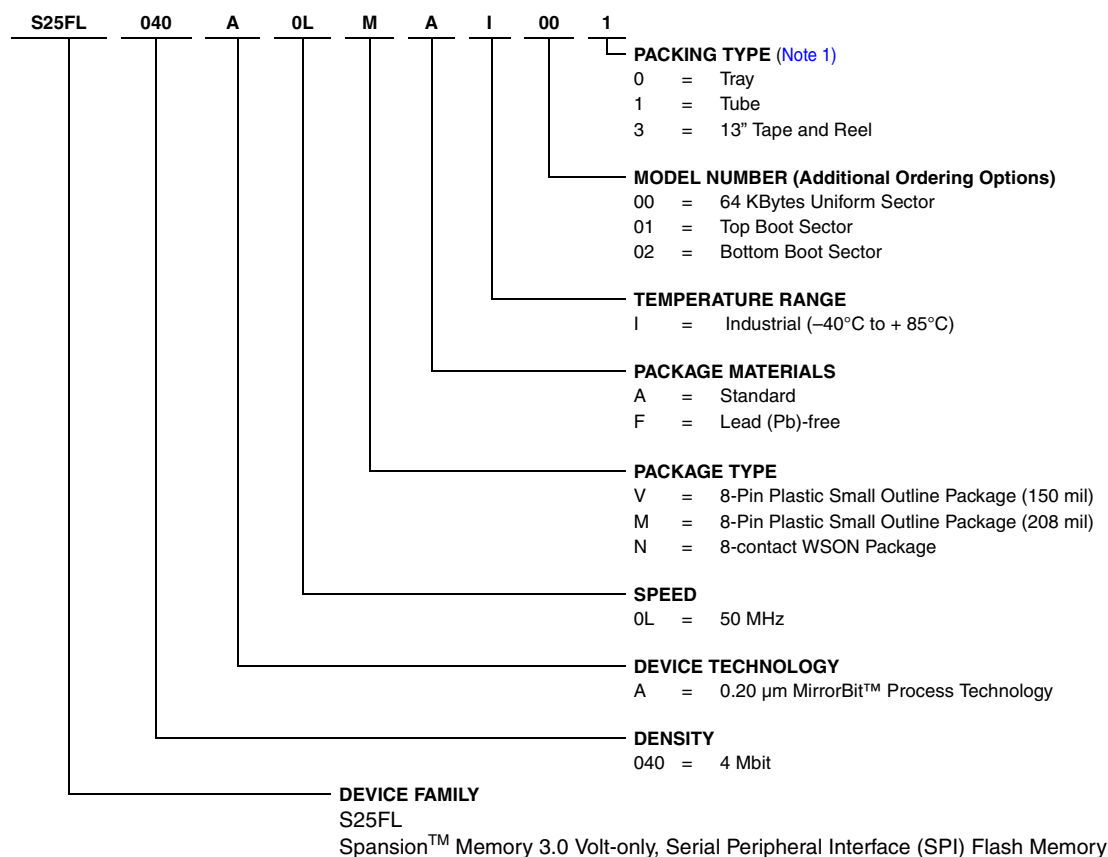 S25FL 040 A 0L M A I 00 1
PACKING TYPE (Note 1)
0 = Tray
1 = Tube
3 = 13” Tape and Reel
MODEL NUMBER (Additional Ordering Options)
00 = 64 KBytes Uniform Sector
01 = Top Boot Sector
02 = Bottom Boot Sector
TEMPERATURE RANGE
I = Industrial (–40°C to + 85°C)
PACKAGE MATERIALS
A = Standard
F = Lead (Pb)-free
PACKAGE TYPE
V = 8-Pin Plastic Small Outline Package (150 mil)
M = 8-Pin Plastic Small Outline Package (208 mil)
N = 8-contact WSON Package
SPEED
0L = 50 MHz
DEVICE TECHNOLOGY
A = 0.20 µm MirrorBit™ Process Technology
DENSITY
040 = 4 Mbit
DEVICE FAMILY
S25FL
Spansion™ Memory 3.0 Volt-only, Serial Peripheral Interface (SPI) Flash Memory